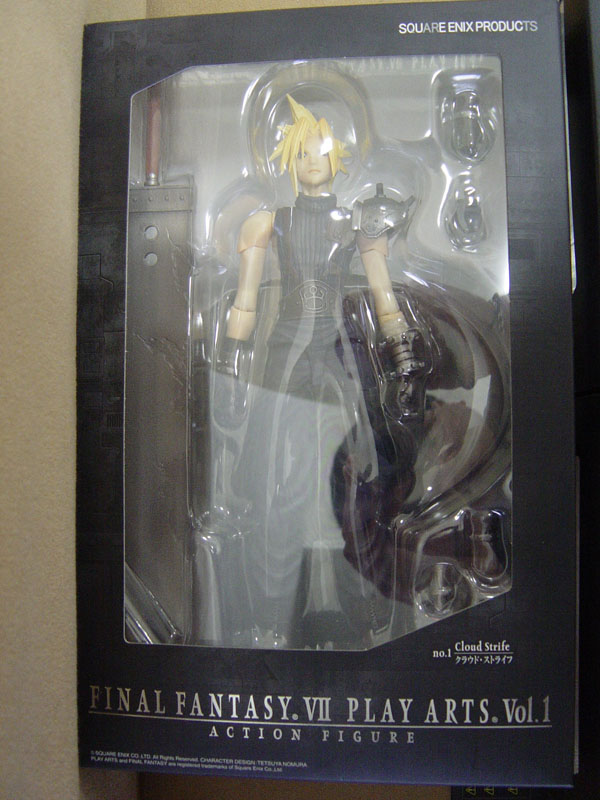 SQUARE ENIX PRODUCTS
no.1 Cloud Strife
クラウド・ストライフ
FINAL FANTASY® VII PLAY ARTS® Vol.1
ACTION FIGURE
© SQUARE ENIX CO., LTD. All Rights Reserved. CHARACTER DESIGN: TETSUYA NOMURA
PLAY ARTS and FINAL FANTASY are registered trademarks of Square Enix Co., Ltd.